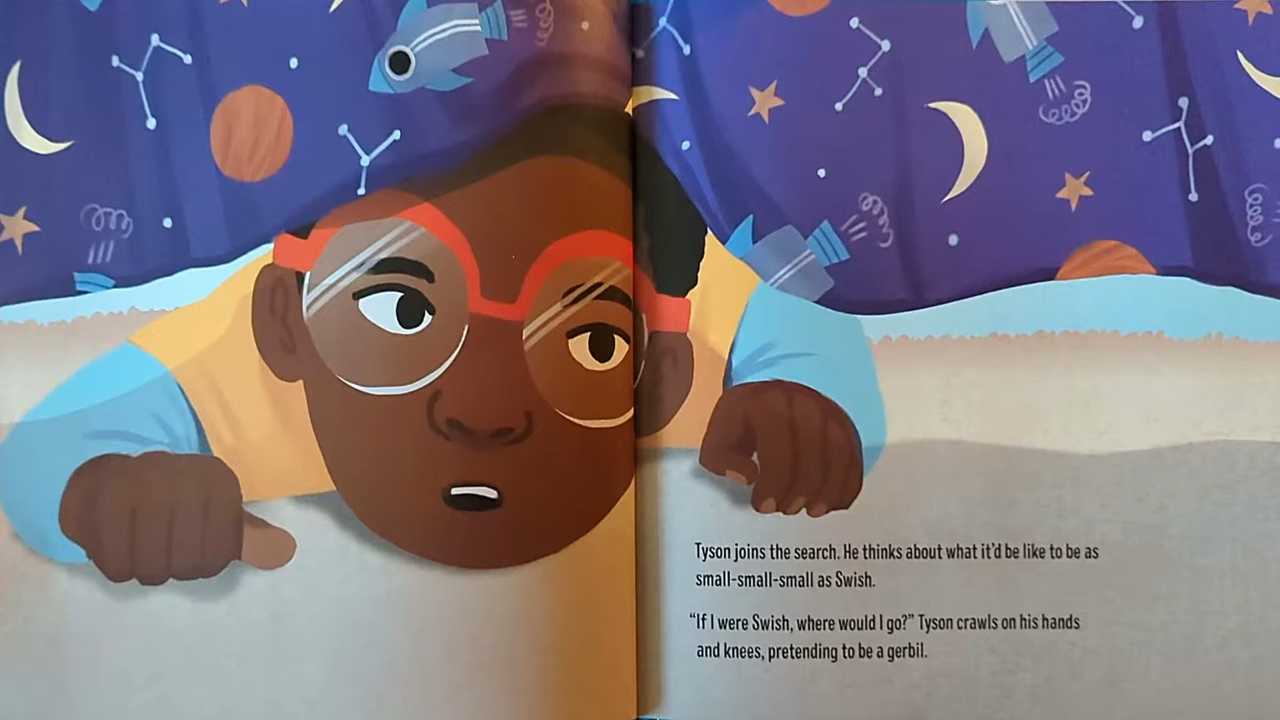 Tyson joins the search. He thinks about what it'd be like to be as
small-small-small as Swish.
“If I were Swish, where would I go?” Tyson crawls on his hands
and knees, pretending to be a gerbil.